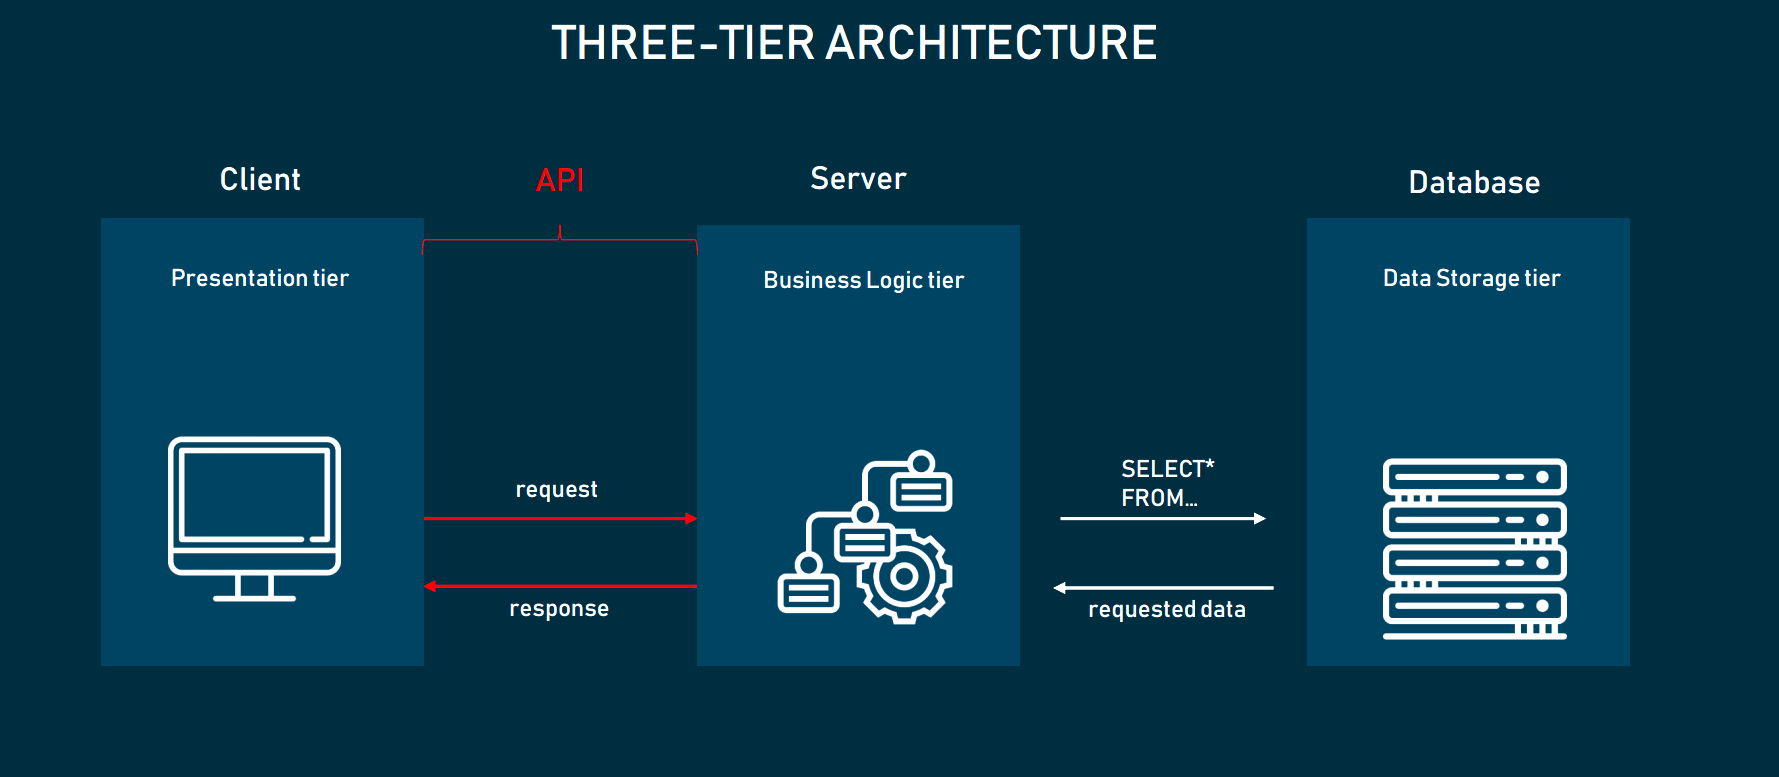 THREE-TIER ARCHITECTURE
Client
API
Server
Database
Presentation tier
Business Logic tier
Data Storage tier
request
response
SELECT*
FROM...
requested data